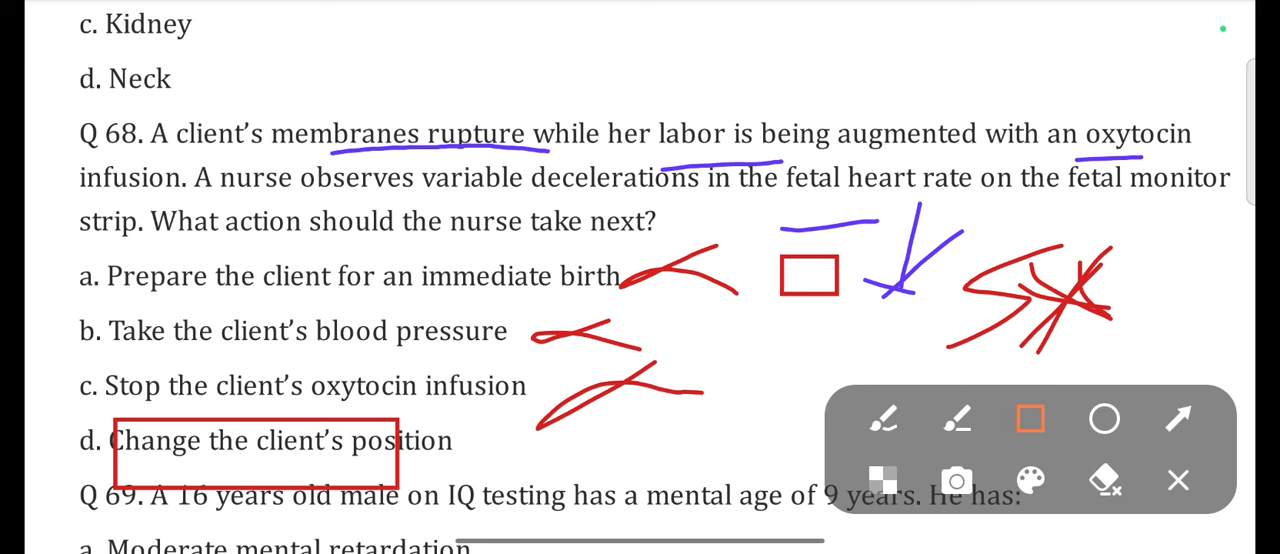 c. Kidney
d. Neck
Q 68. A client’s membranes rupture while her labor is being augmented with an oxytocin
infusion. A nurse observes variable decelerations in the fetal heart rate on the fetal monitor
strip. What action should the nurse take next?
a. Prepare the client for an immediate birth
b. Take the client’s blood pressure
c. Stop the client’s oxytocin infusion
d. Change the client’s position
Q 69. A 16 years old male on IQ testing has a mental age of 9 years. He has:
a. Moderate mental retardation